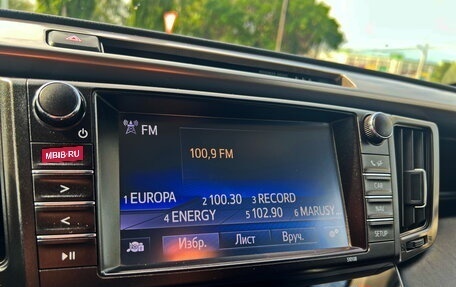 FM
100,9 FM
1 EUROPA 2 100.30 3 RECORD
4 ENERGY 5 102.90 6 MARUSY...
Избр. Лист Вруч.
MBIB.RU
CAR
NAV
SETUP